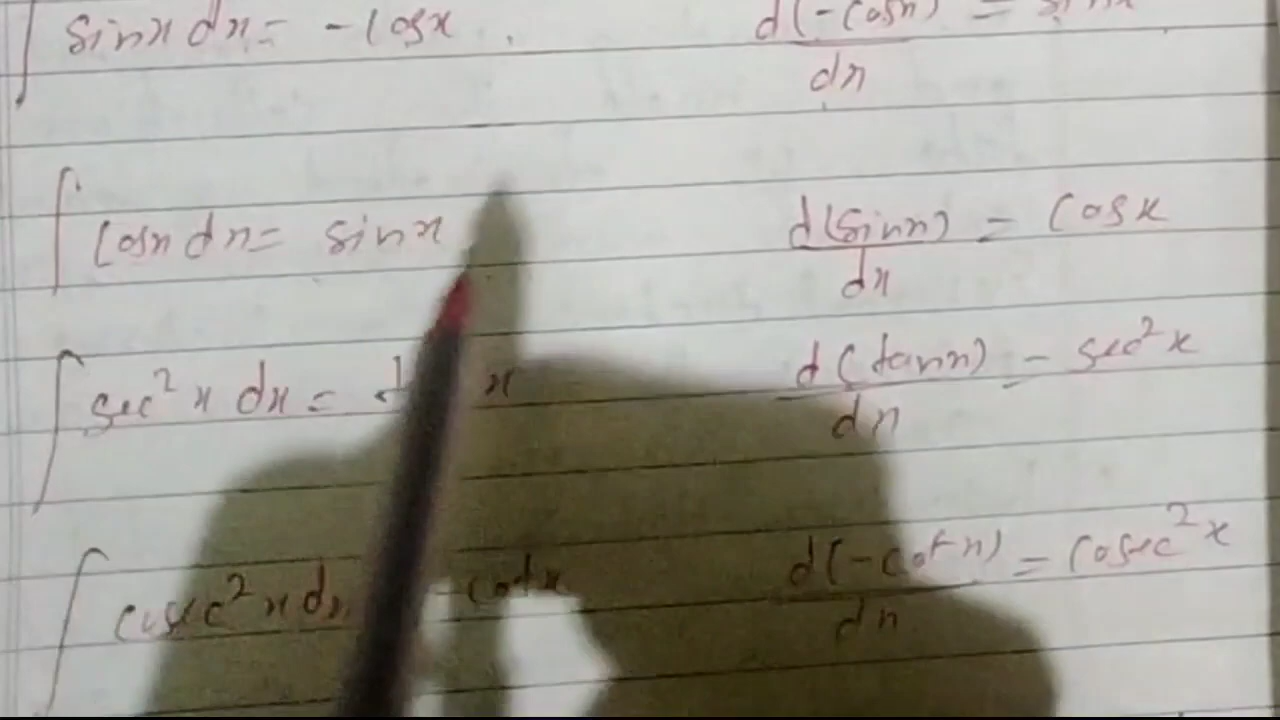 ∫ sinx dx = -cosx . d(-cosx)/dx = sinx
∫ cosx dx = sinx d(sinx)/dx = cosx
∫ sec²x dx = x d(tanx)/dx = sec²x
∫ cosec²x dx -cotx d(-cotx)/dx = cosec²x